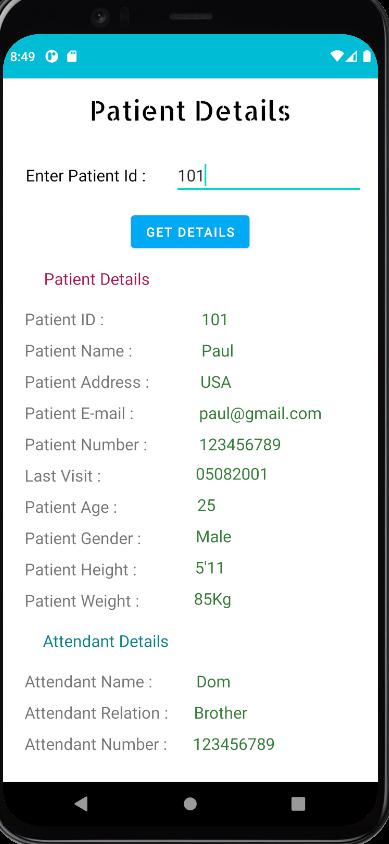 8:49
Patient Details
Enter Patient Id : 101
GET DETAILS
Patient Details
Patient ID : 101
Patient Name : Paul
Patient Address : USA
Patient E-mail : paul@gmail.com
Patient Number : 123456789
Last Visit : 05082001
Patient Age : 25
Patient Gender : Male
Patient Height : 5'11
Patient Weight : 85Kg
Attendant Details
Attendant Name : Dom
Attendant Relation : Brother
Attendant Number : 123456789